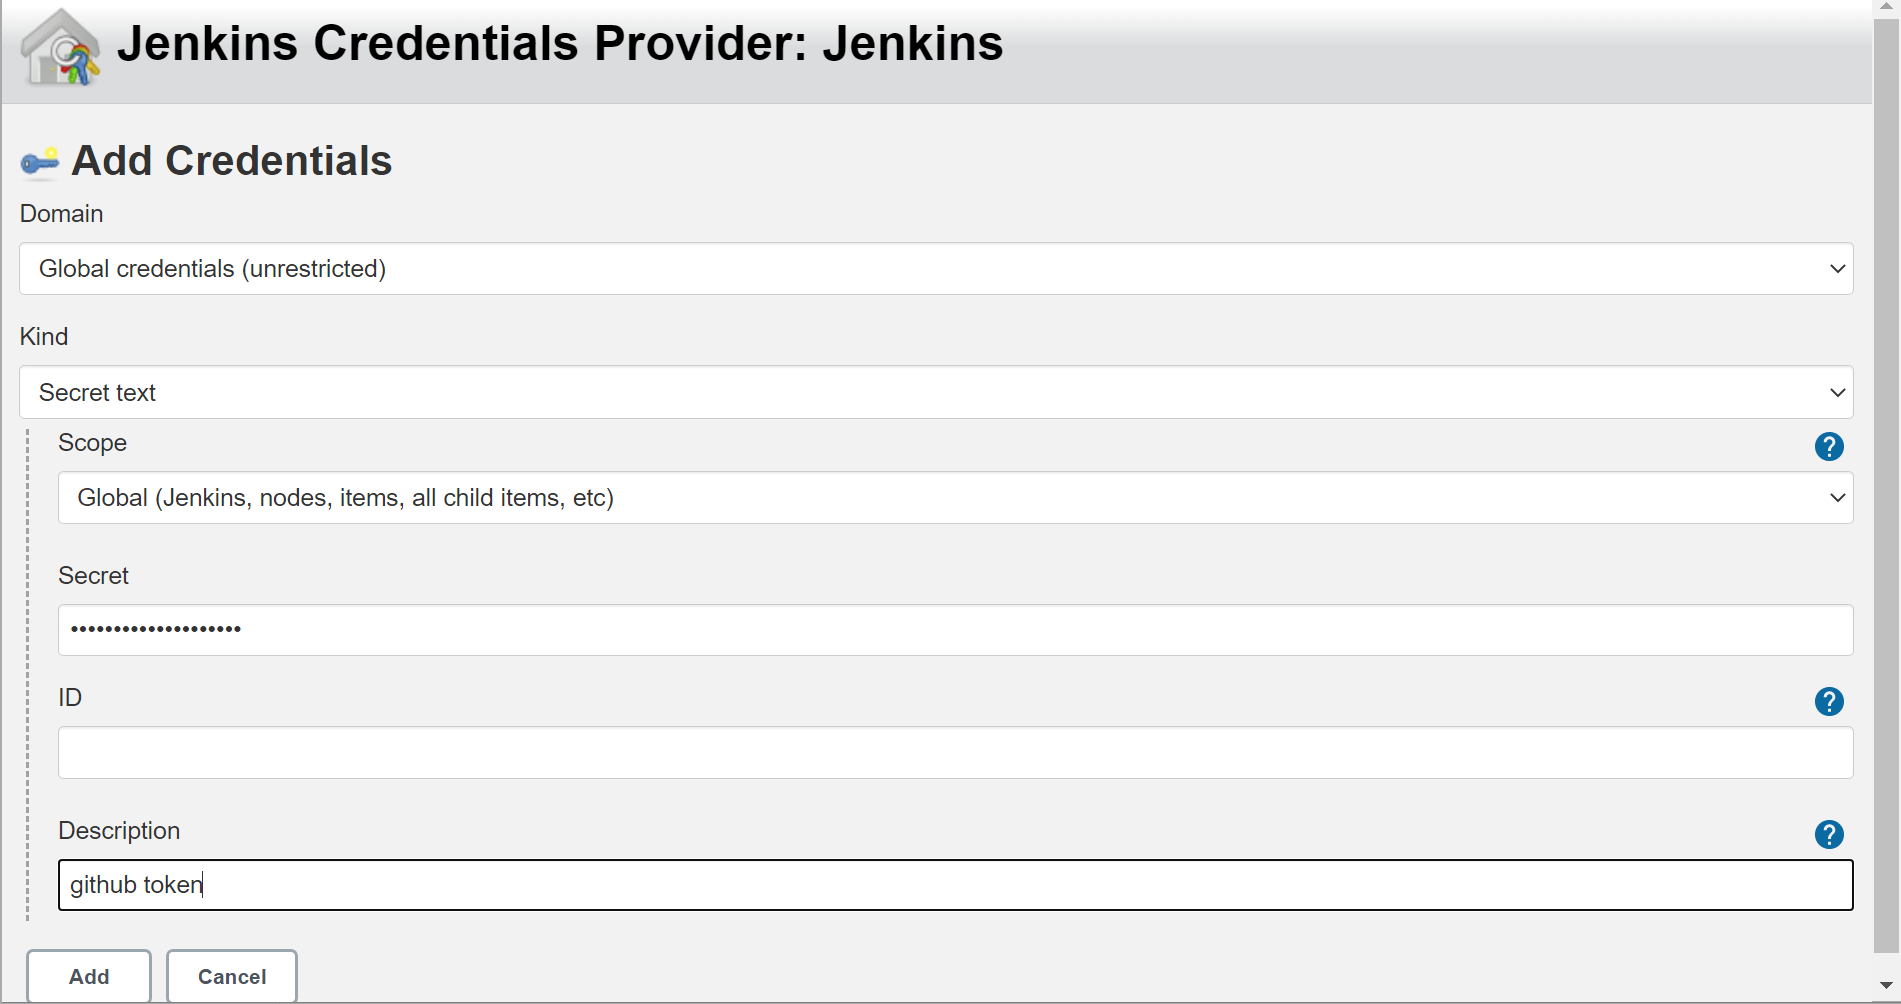 Jenkins Credentials Provider: Jenkins
Add Credentials
Domain
Global credentials (unrestricted)
Kind
Secret text
Scope
?
Global (Jenkins, nodes, items, all child items, etc)
Secret
••••••••••••••••••••
ID
?
Description
?
github token
Add
Cancel